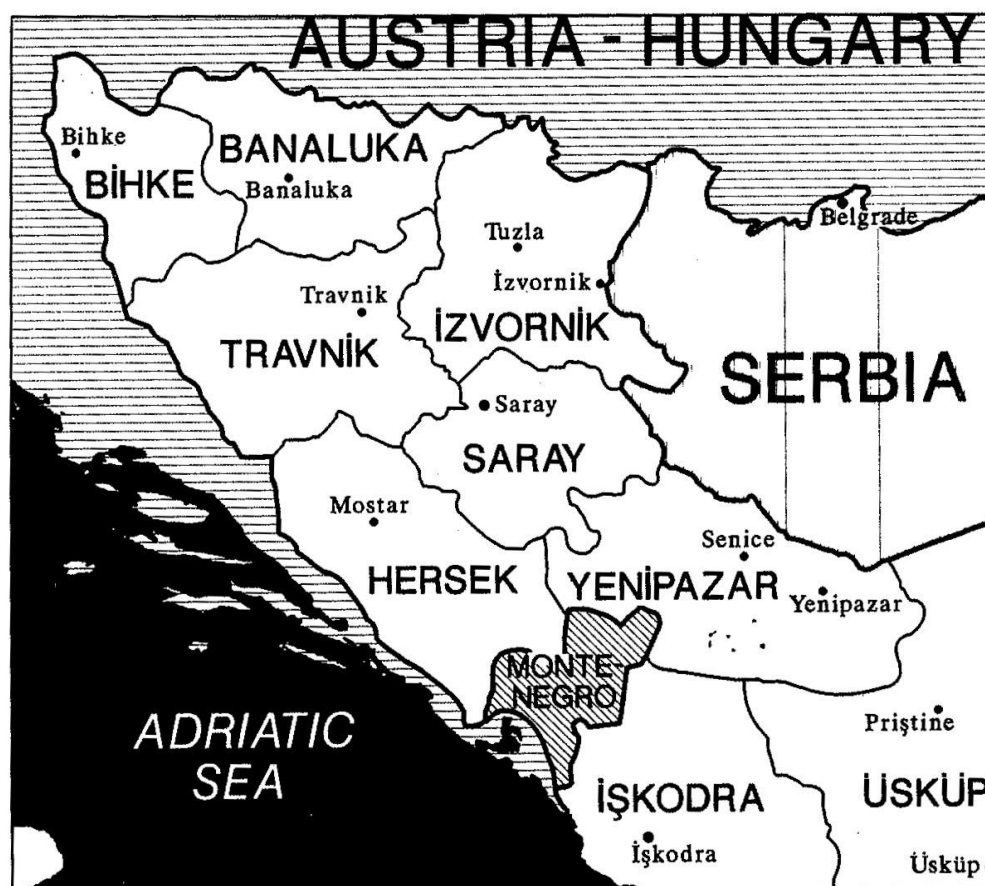 AUSTRIA - HUNGARY
Bihke
BİHKE
BANALUKA
Banaluka
Belgrade
Tuzla
İzvornik
İZVORNİK
Travnik
TRAVNİK
SERBIA
Saray
SARAY
Mostar
HERSEK
Senice
YENİPAZAR
Yenipazar
MONTE-
NEGRO
Priştine
ADRIATIC
SEA
İŞKODRA
İşkodra
ÜSKÜP
Üsküp